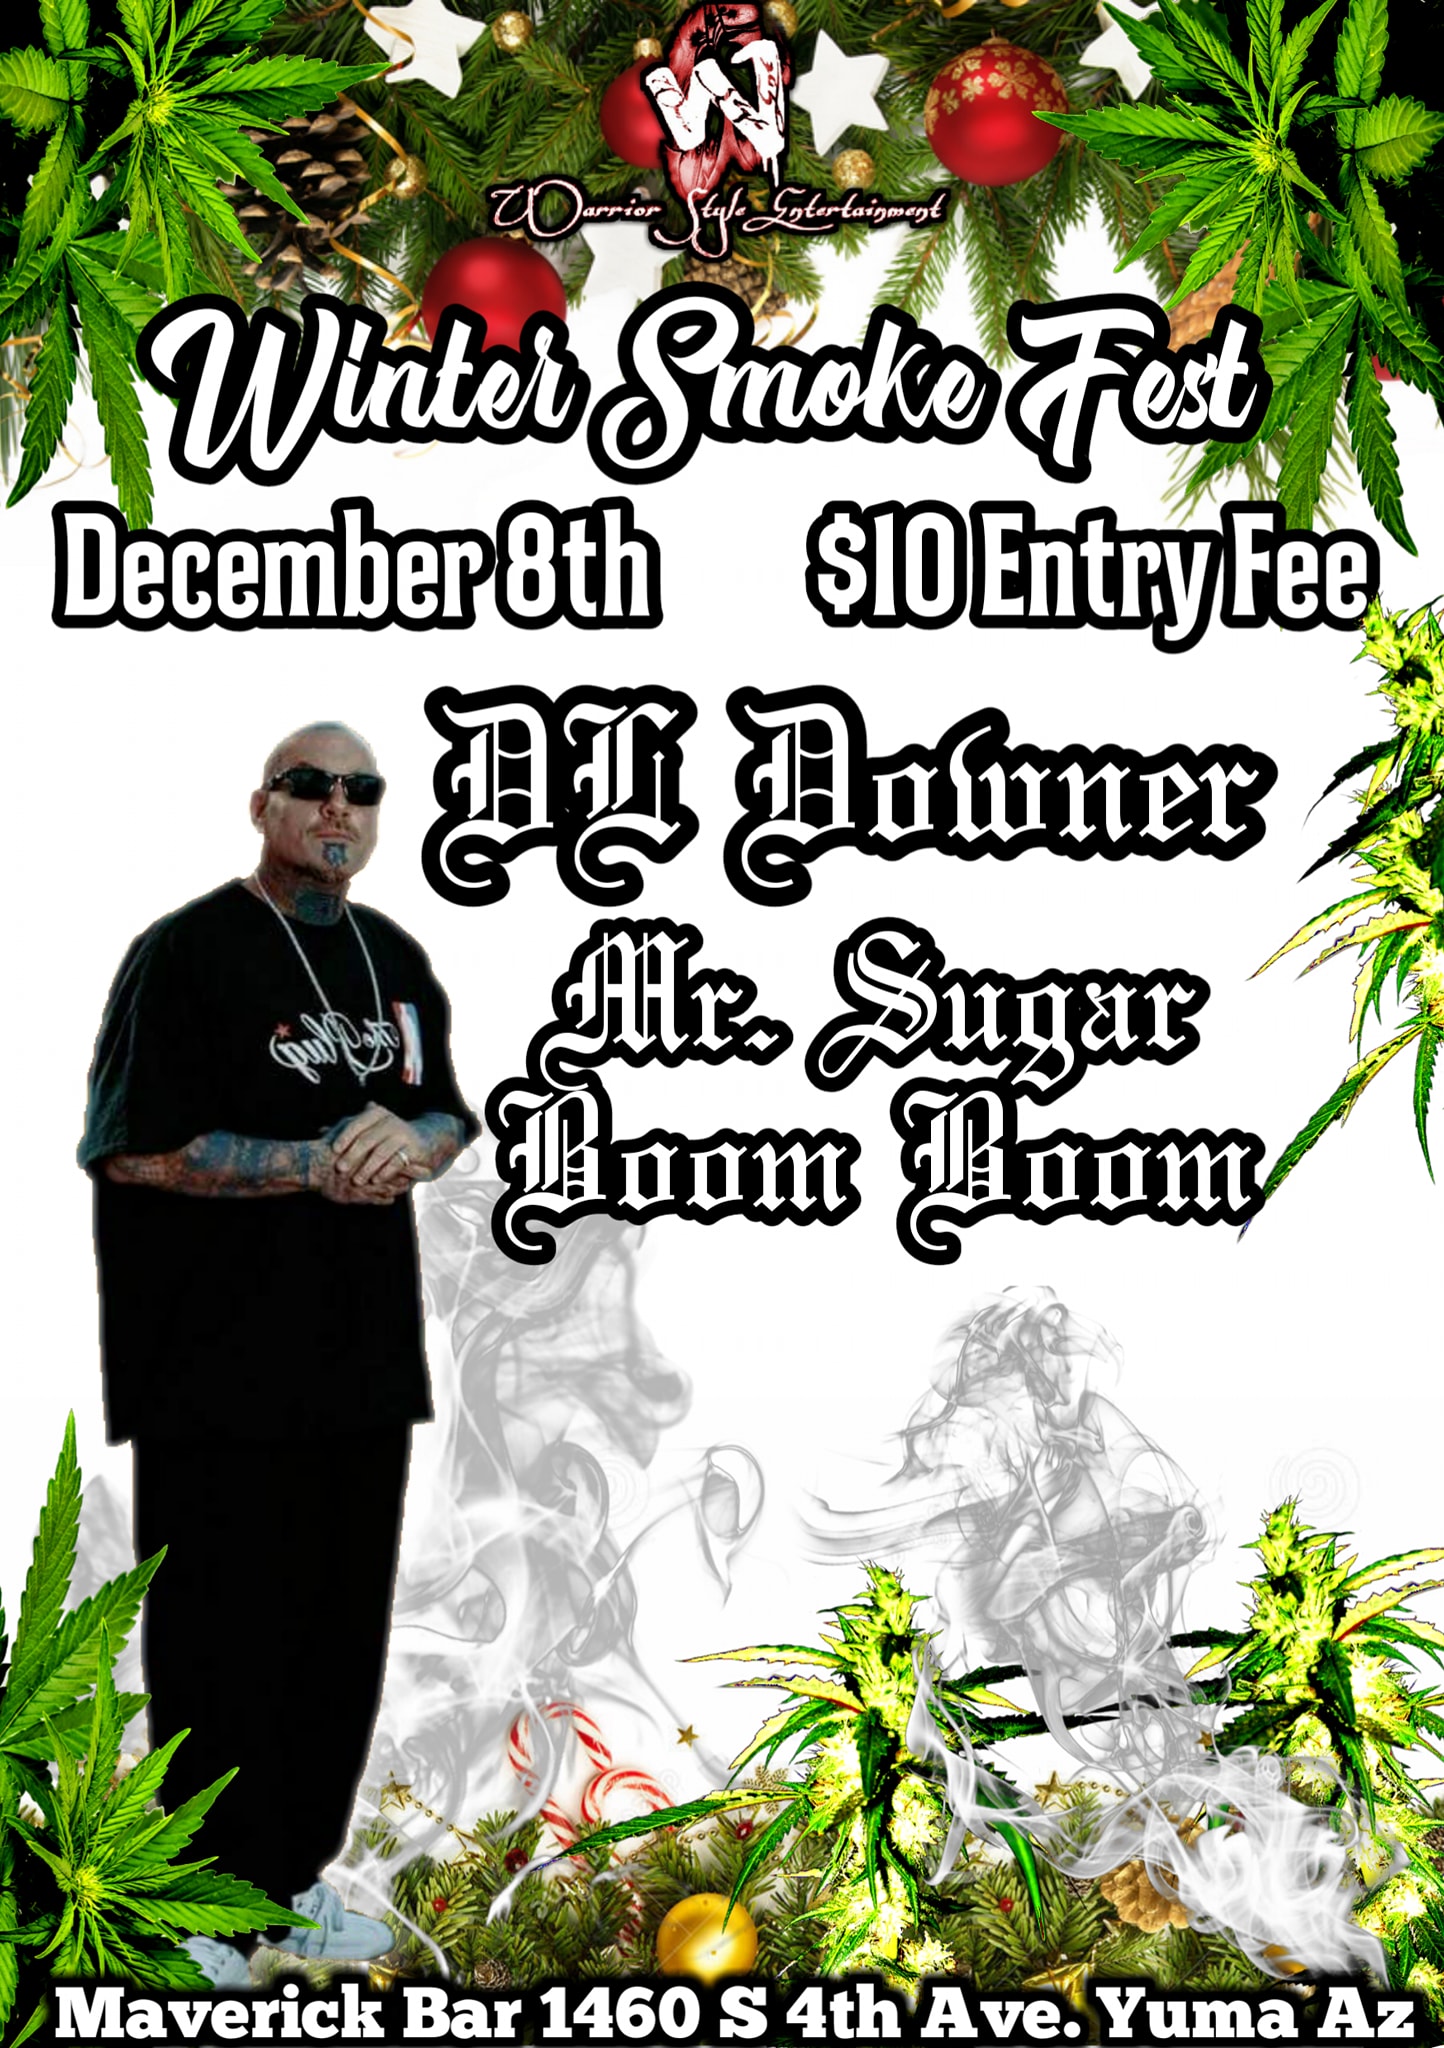 Warrior Style Entertainment
Winter Smoke Fest
December 8th $10 Entry Fee
DL Downer
Mr. Sugar
Boom Boom
Maverick Bar 1460 S 4th Ave. Yuma Az